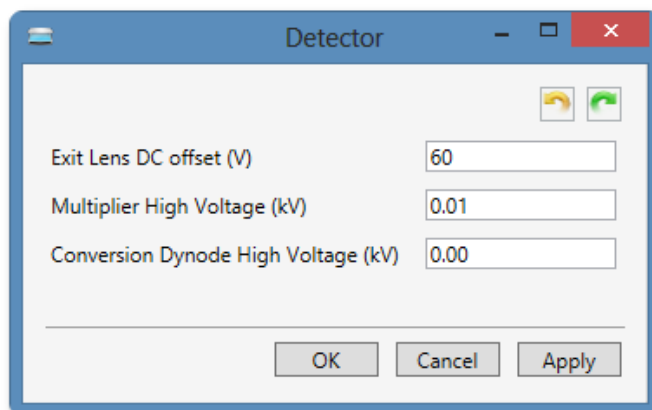 Detector
Exit Lens DC offset (V) 60
Multiplier High Voltage (kV) 0.01
Conversion Dynode High Voltage (kV) 0.00
OK Cancel Apply